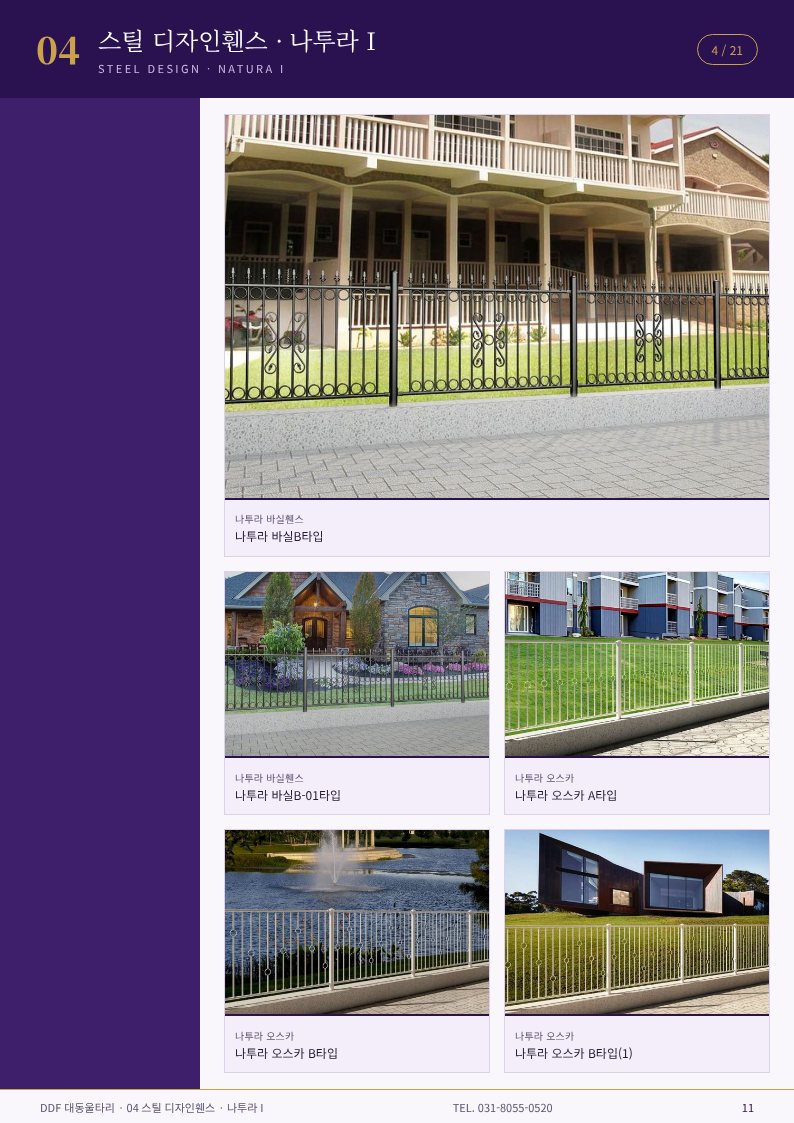 04
스틸 디자인휀스 · 나투라 I
STEEL DESIGN · NATURA I
4 / 21
나투라 바실휀스
나투라 바실B타입
나투라 바실휀스
나투라 바실B-01타입
나투라 오스카
나투라 오스카 A타입
나투라 오스카
나투라 오스카 B타입
나투라 오스카
나투라 오스카 B타입(1)
DDF 대동울타리 · 04 스틸 디자인휀스 · 나투라 I
TEL. 031-8055-0520
11